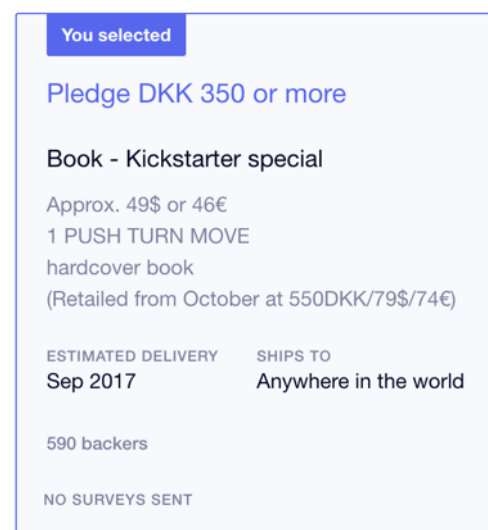 You selected
Pledge DKK 350 or more
Book - Kickstarter special
Approx. 49$ or 46€
1 PUSH TURN MOVE
hardcover book
(Retailed from October at 550DKK/79$/74€)
ESTIMATED DELIVERY SHIPS TO
Sep 2017 Anywhere in the world
590 backers
NO SURVEYS SENT